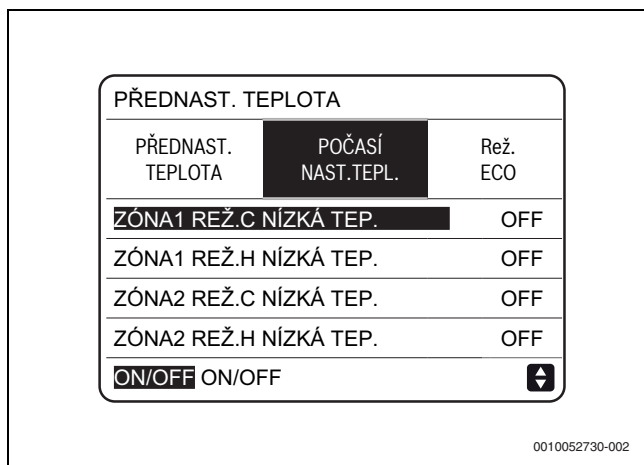 PŘEDNAST. TEPLOTA
PŘEDNAST.
TEPLOTA
POČASÍ
NAST.TEPL.
Rež.
ECO
ZÓNA1 REŽ.C NÍZKÁ TEP. OFF
ZÓNA1 REŽ.H NÍZKÁ TEP. OFF
ZÓNA2 REŽ.C NÍZKÁ TEP. OFF
ZÓNA2 REŽ.H NÍZKÁ TEP. OFF
ON/OFF ON/OFF
0010052730-002